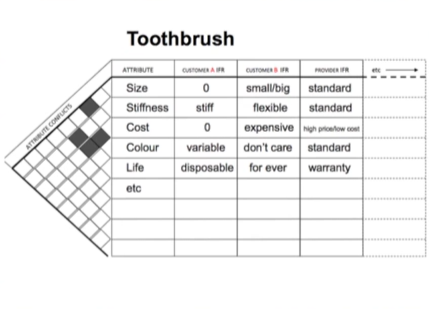 Toothbrush
ATTRIBUTE CUSTOMER A IFR CUSTOMER B IFR PROVIDER IFR etc
Size 0 small/big standard
Stiffness stiff flexible standard
Cost 0 expensive high price/low cost
Colour variable don't care standard
Life disposable for ever warranty
etc
ATTRIBUTE CONFLICTS